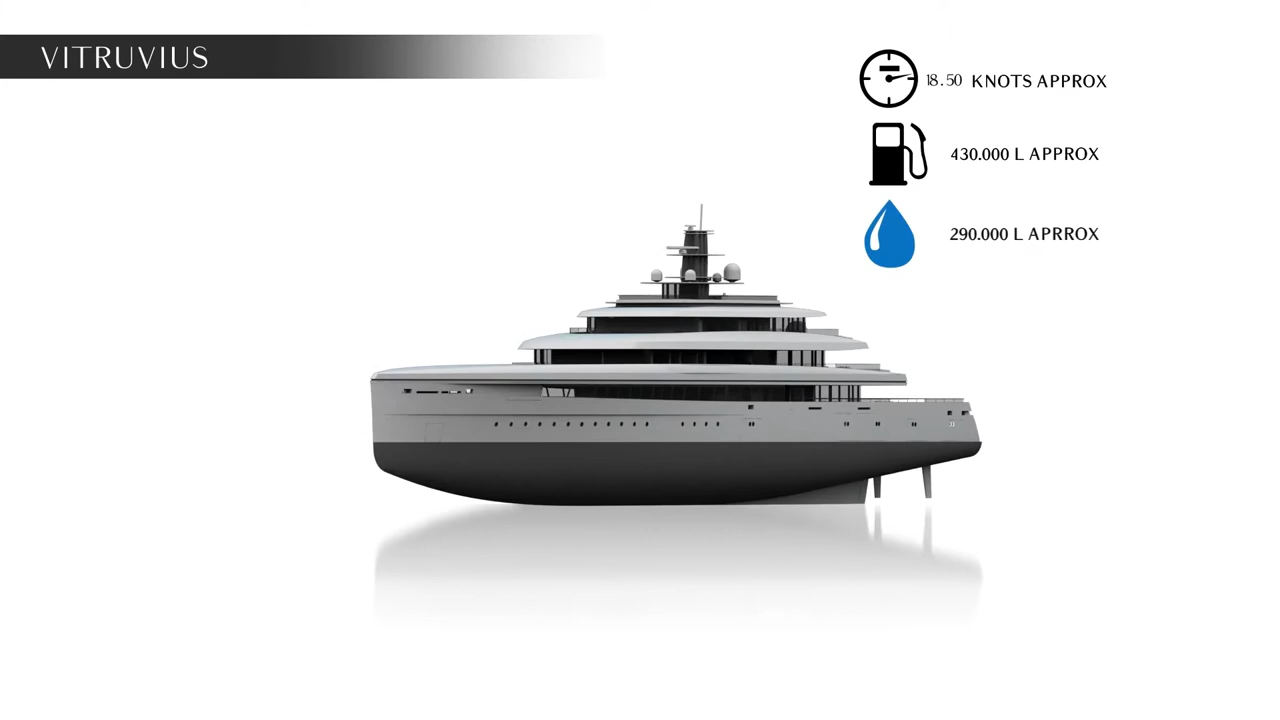 VITRUVIUS
18.50 KNOTS APPROX
430.000 L APPROX
290.000 L APRROX